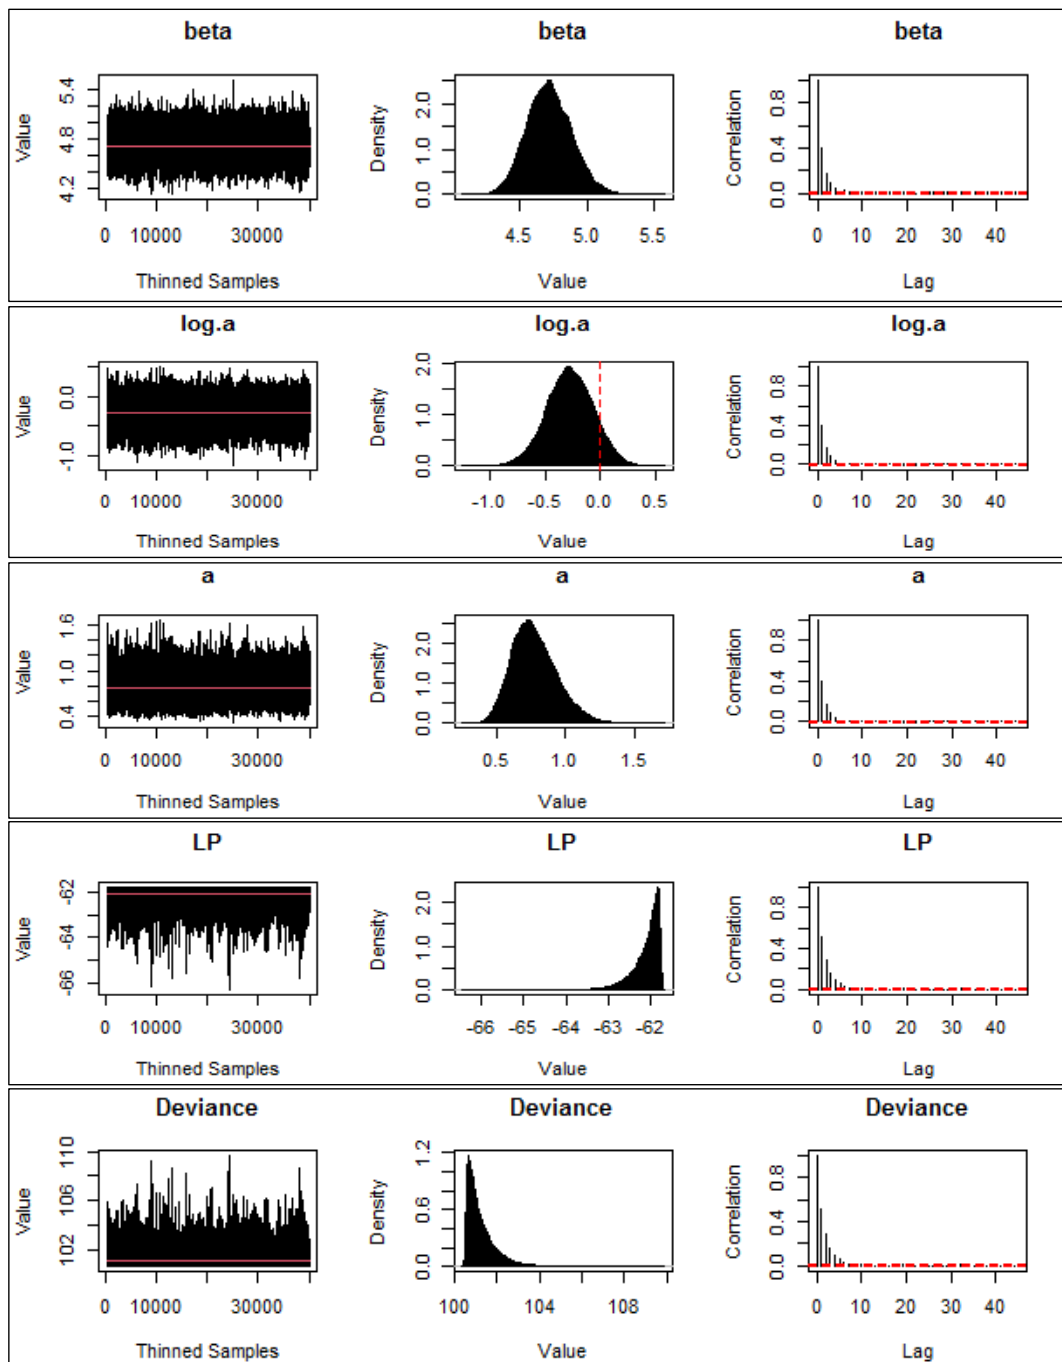 beta beta beta
Value 4.2 4.8 5.4
Density 0.0 1.0 2.0
Correlation 0.0 0.4 0.8
0 10000 30000
4.5 5.0 5.5
0 10 20 30 40
Thinned Samples Value Lag
log.a log.a log.a
Value -1.0 0.0
Density 0.0 1.0 2.0
Correlation 0.0 0.4 0.8
0 10000 30000
-1.0 -0.5 0.0 0.5
0 10 20 30 40
Thinned Samples Value Lag
a a a
Value 0.4 1.0 1.6
Density 0.0 1.0 2.0
Correlation 0.0 0.4 0.8
0 10000 30000
0.5 1.0 1.5
0 10 20 30 40
Thinned Samples Value Lag
LP LP LP
Value -66 -64 -62
Density 0.0 1.0 2.0
Correlation 0.0 0.4 0.8
0 10000 30000
-66 -65 -64 -63 -62
0 10 20 30 40
Thinned Samples Value Lag
Deviance Deviance Deviance
Value 102 106 110
Density 0.0 0.6 1.2
Correlation 0.0 0.4 0.8
0 10000 30000
100 104 108
0 10 20 30 40
Thinned Samples Value Lag